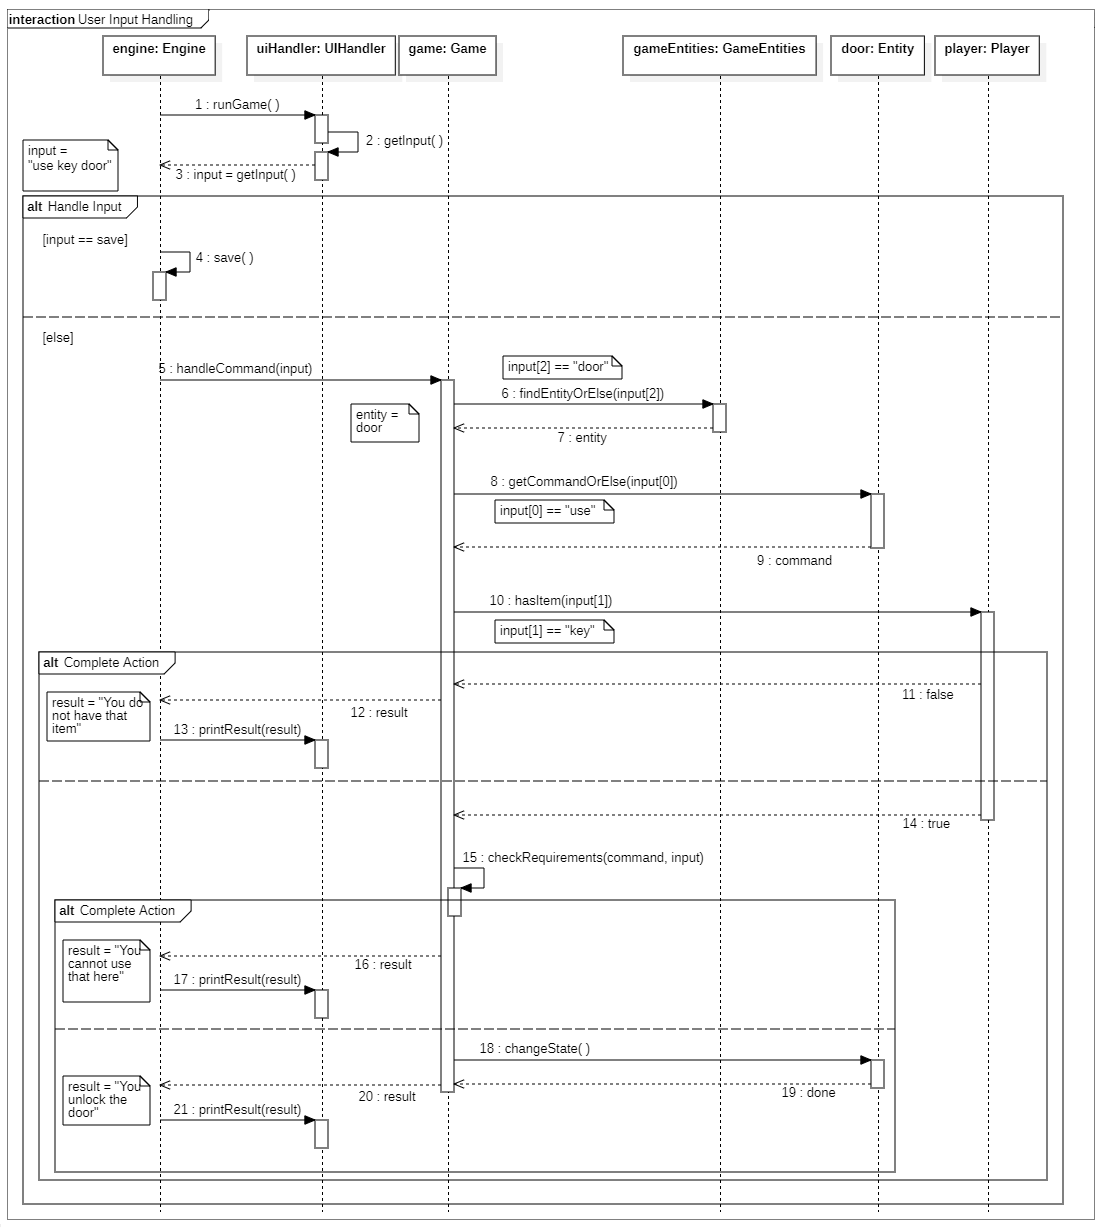 interaction User Input Handling
engine: Engine
uiHandler: UIHandler
game: Game
gameEntities: GameEntities
door: Entity
player: Player
1 : runGame( )
2 : getInput( )
input =
"use key door"
3 : input = getInput( )
alt Handle Input
[input == save]
4 : save( )
[else]
5 : handleCommand(input)
input[2] == "door"
6 : findEntityOrElse(input[2])
entity =
door
7 : entity
8 : getCommandOrElse(input[0])
input[0] == "use"
9 : command
10 : hasItem(input[1])
input[1] == "key"
alt Complete Action
11 : false
result = "You do
not have that
item"
12 : result
13 : printResult(result)
14 : true
15 : checkRequirements(command, input)
alt Complete Action
result = "You
cannot use
that here"
16 : result
17 : printResult(result)
18 : changeState( )
19 : done
result = "You
unlock the
door"
20 : result
21 : printResult(result)